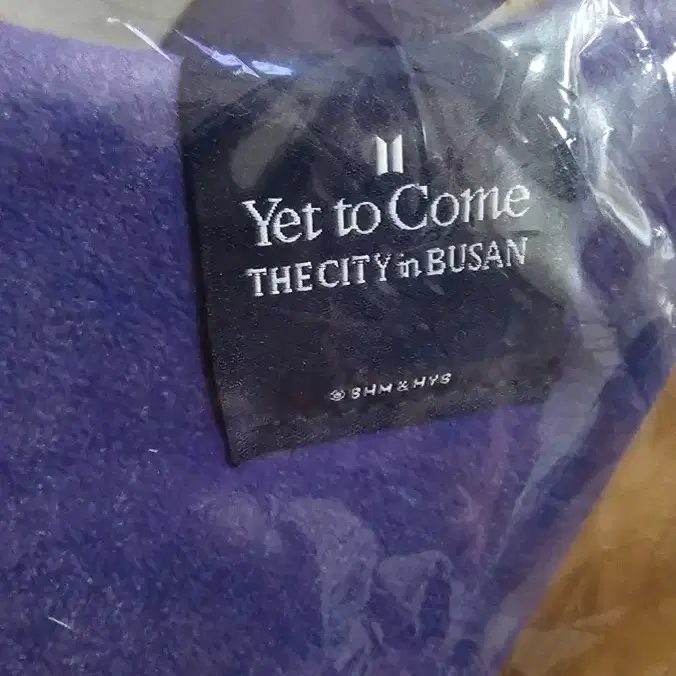 Yet to Come
THE CITY in BUSAN
© BHM & HYB